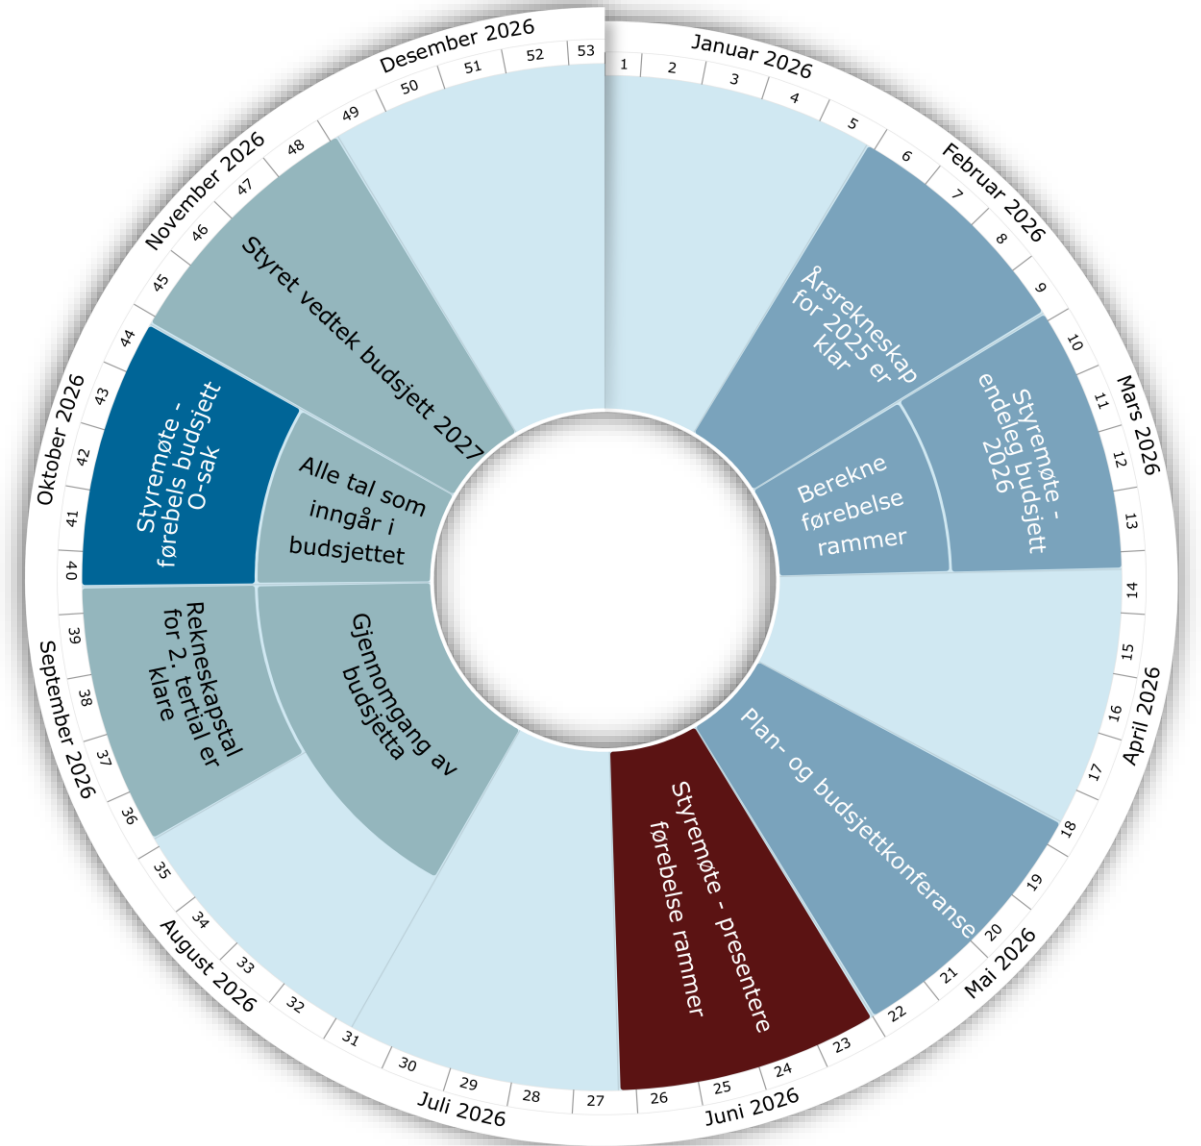 Januar 2026
1
2
3
4
5
Februar 2026
6
7
8
9
Årsrekneskap
for 2025 er
klar
Mars 2026
10
11
12
13
Styremøte -
endeleg budsjett
2026
Berekne
førebelse
rammer
April 2026
14
15
16
17
18
Mai 2026
19
20
21
22
Plan- og budsjettkonferanse
Juni 2026
23
24
25
26
Styremøte - presentere
førebelse rammer
Juli 2026
27
28
29
30
31
August 2026
32
33
34
35
Gjennomgang av
budsjetta
September 2026
36
37
38
39
Rekneskapstal
for 2. tertial er
klare
Oktober 2026
40
41
42
43
44
Styremøte -
førebels budsjett
O-sak
Alle tal som
inngår i
budsjettet
November 2026
45
46
47
48
Styret vedtek budsjett 2027
Desember 2026
49
50
51
52
53